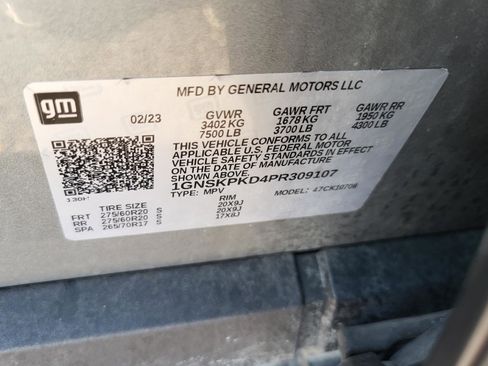 gm
MFD BY GENERAL MOTORS LLC
02/23 GVWR GAWR FRT GAWR RR
3402 KG 1678 KG 1950 KG
7500 LB 3700 LB 4300 LB
THIS VEHICLE CONFORMS TO ALL
APPLICABLE U.S. FEDERAL MOTOR
VEHICLE SAFETY STANDARDS IN EFFECT
ON THE DATE OF MANUFACTURE
SHOWN ABOVE.
1GNSKPKD4PR309107
TYPE: MPV MODEL:
TIRE SIZE RIM
FRT 275/60R20 S 20X9J
RR 275/60R20 S 20X9J
SPA 265/70R17 S 17X8J